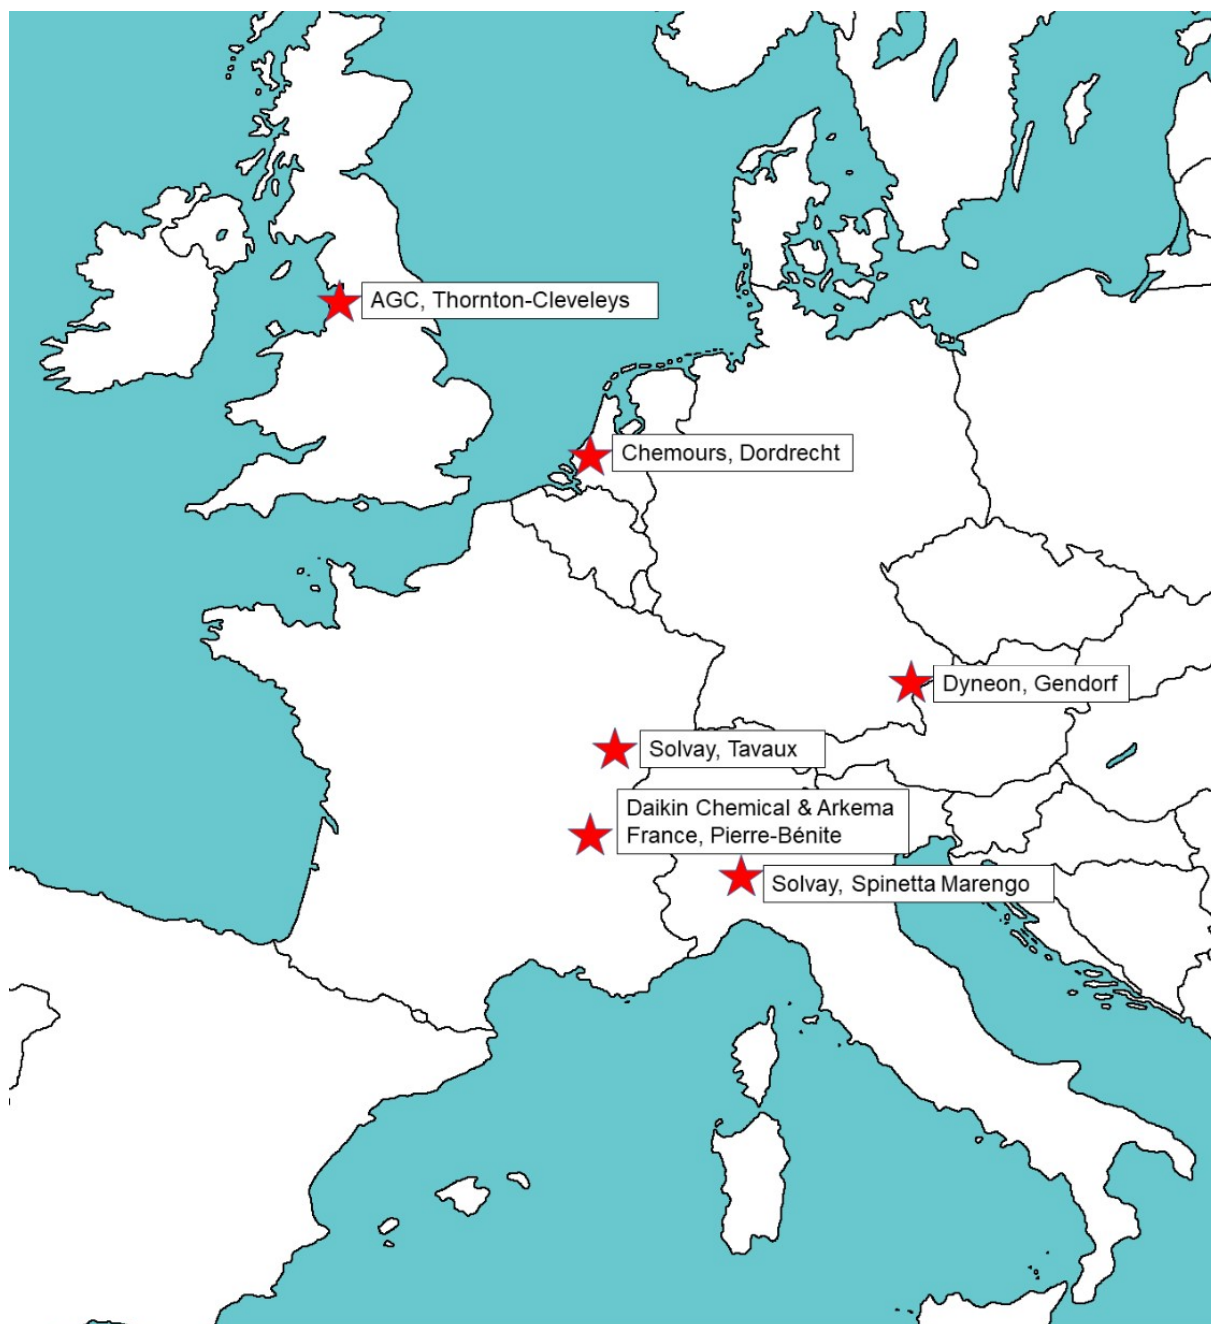 AGC, Thornton-Cleveleys
Chemours, Dordrecht
Dyneon, Gendorf
Solvay, Tavaux
Daikin Chemical & Arkema
France, Pierre-Bénite
Solvay, Spinetta Marengo